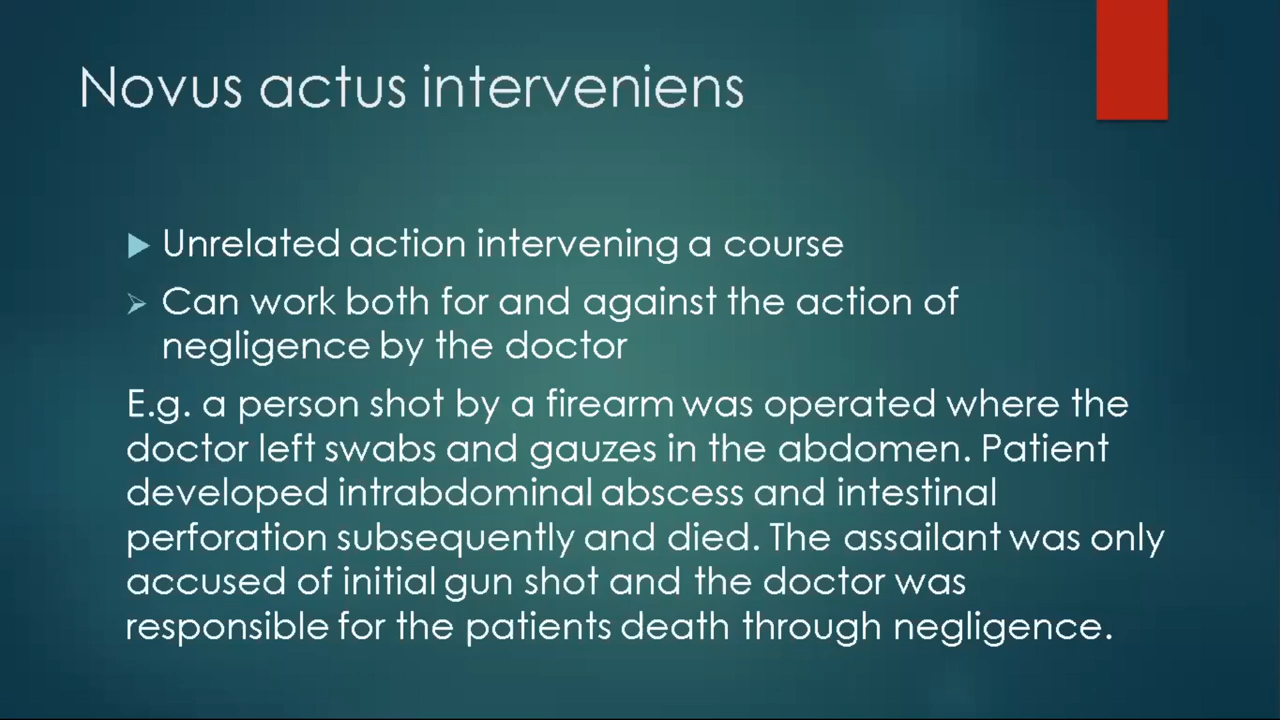 Novus actus interveniens
Unrelated action intervening a course
Can work both for and against the action of
negligence by the doctor
E.g. a person shot by a firearm was operated where the
doctor left swabs and gauzes in the abdomen. Patient
developed intrabdominal abscess and intestinal
perforation subsequently and died. The assailant was only
accused of initial gun shot and the doctor was
responsible for the patients death through negligence.